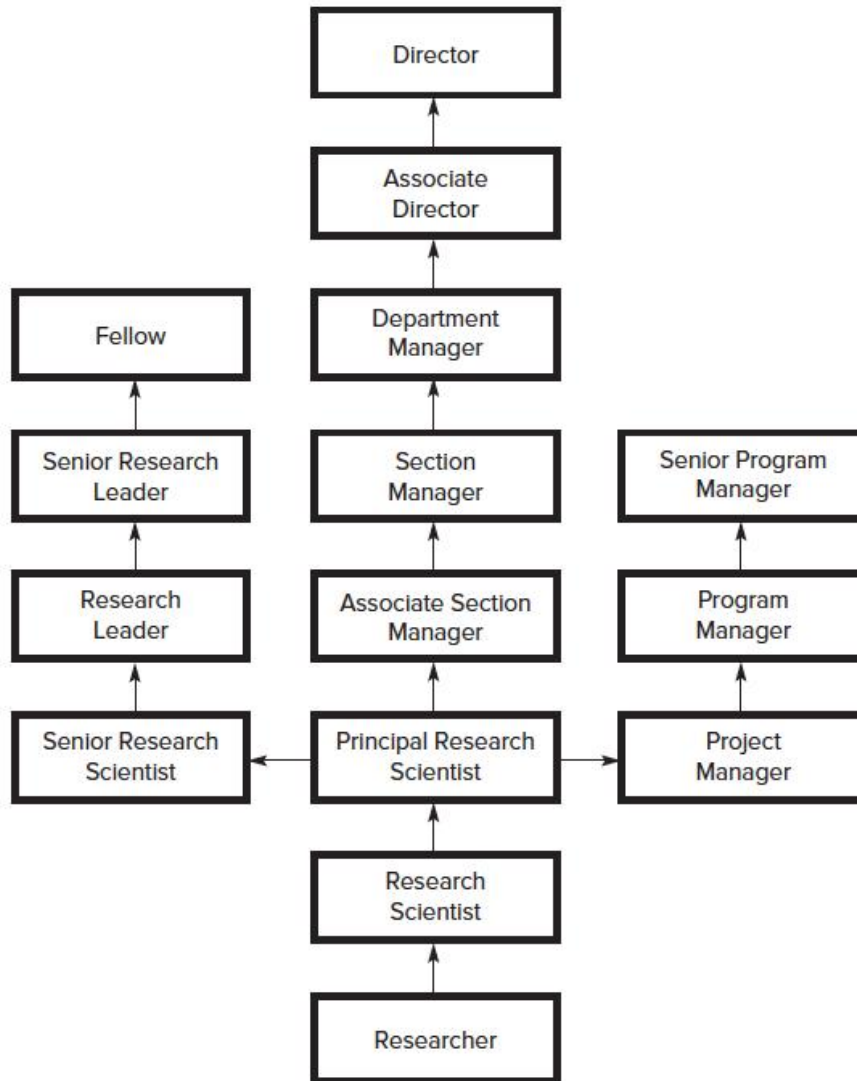 Director
Associate
Director
Fellow
Department
Manager
Senior Research
Leader
Section
Manager
Senior Program
Manager
Research
Leader
Associate Section
Manager
Program
Manager
Senior Research
Scientist
Principal Research
Scientist
Project
Manager
Research
Scientist
Researcher